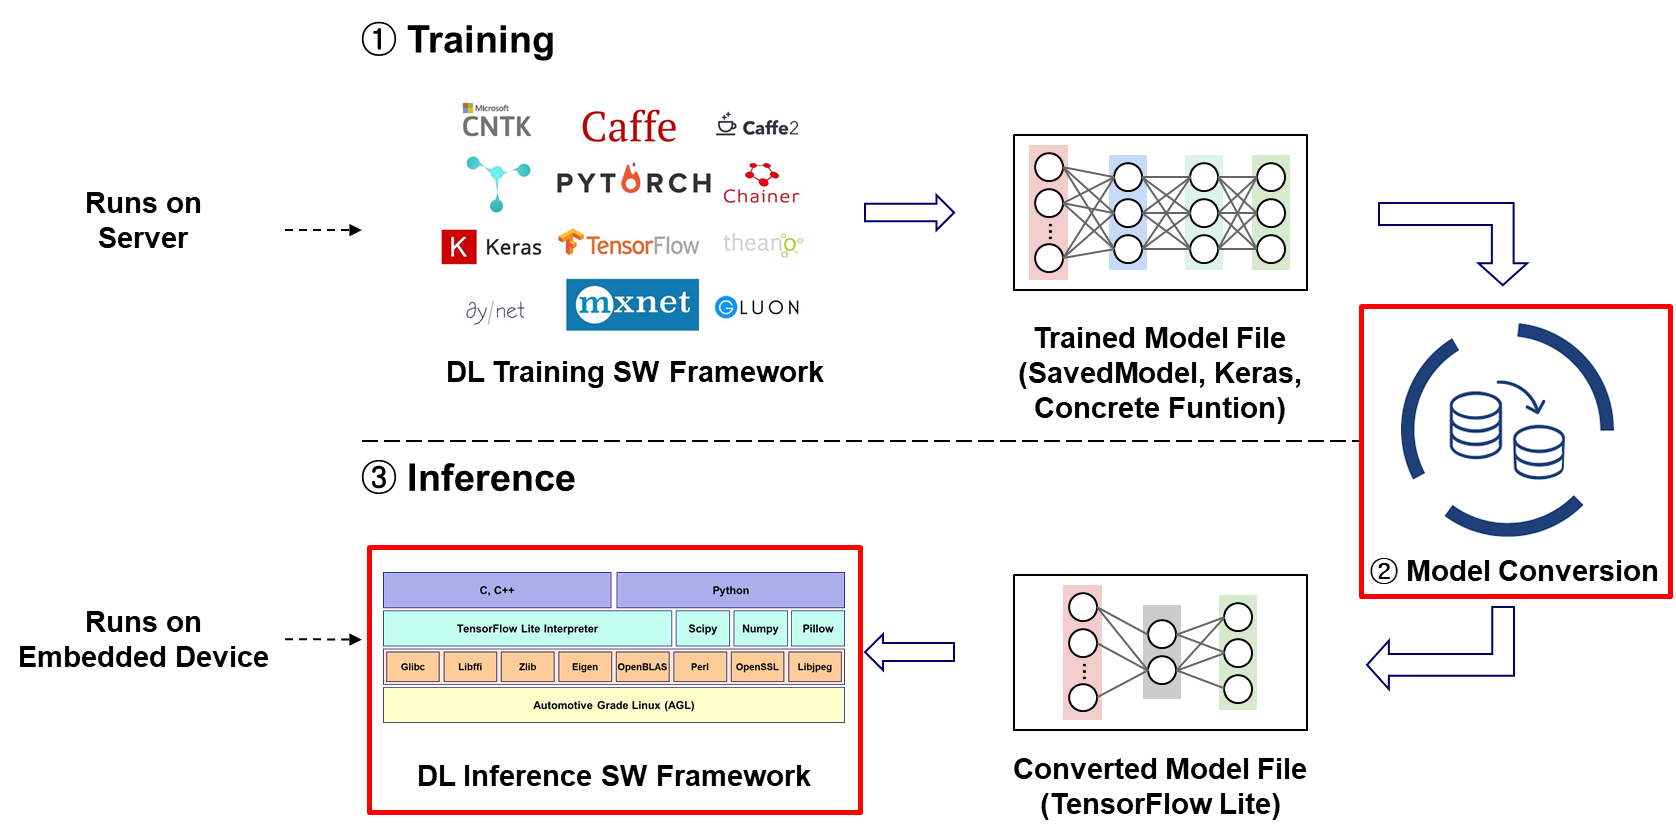 ① Training
Microsoft
CNTK
Caffe
Caffe2
PYTORCH
Chainer
K Keras
TensorFlow
theano
∂y/net
mxnet
GLUON
Runs on
Server
DL Training SW Framework
Trained Model File
(SavedModel, Keras,
Concrete Funtion)
② Model Conversion
③ Inference
Runs on
Embedded Device
C, C++
Python
TensorFlow Lite Interpreter
Scipy
Numpy
Pillow
Glibc
Libffi
Zlib
Eigen
OpenBLAS
Perl
OpenSSL
Libjpeg
Automotive Grade Linux (AGL)
DL Inference SW Framework
Converted Model File
(TensorFlow Lite)